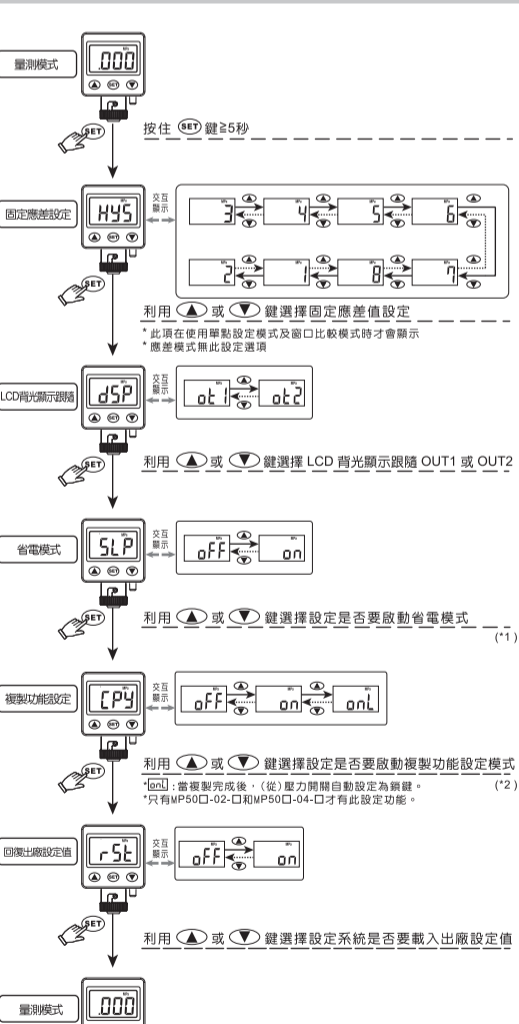 量測模式
.000
SET
SET
按住 SET 鍵≧5秒
固定應差設定
HYS
SET
交互
顯示
3 4 5 6
2 1 8 7
SET
利用 ▲ 或 ▼ 鍵選擇固定應差值設定
* 此項在使用單點設定模式及窗口比較模式時才會顯示
* 應差模式無此設定選項
LCD背光顯示跟隨
dSP
SET
交互
顯示
ot1 ot2
SET
利用 ▲ 或 ▼ 鍵選擇 LCD 背光顯示跟隨 OUT1 或 OUT2
省電模式
SLP
SET
交互
顯示
oFF on
SET
利用 ▲ 或 ▼ 鍵選擇設定是否要啟動省電模式
(*1)
複製功能設定
CPY
SET
交互
顯示
oFF on onL
SET
利用 ▲ 或 ▼ 鍵選擇設定是否要啟動複製功能設定模式
*onL:當複製完成後,(從)壓力開關自動設定為鎖鍵。 (*2)
*只有MP50□-02-□和MP50□-04-□才有此設定功能。
回復出廠設定值
rSt
SET
交互
顯示
oFF on
SET
利用 ▲ 或 ▼ 鍵選擇設定系統是否要載入出廠設定值
量測模式
.000